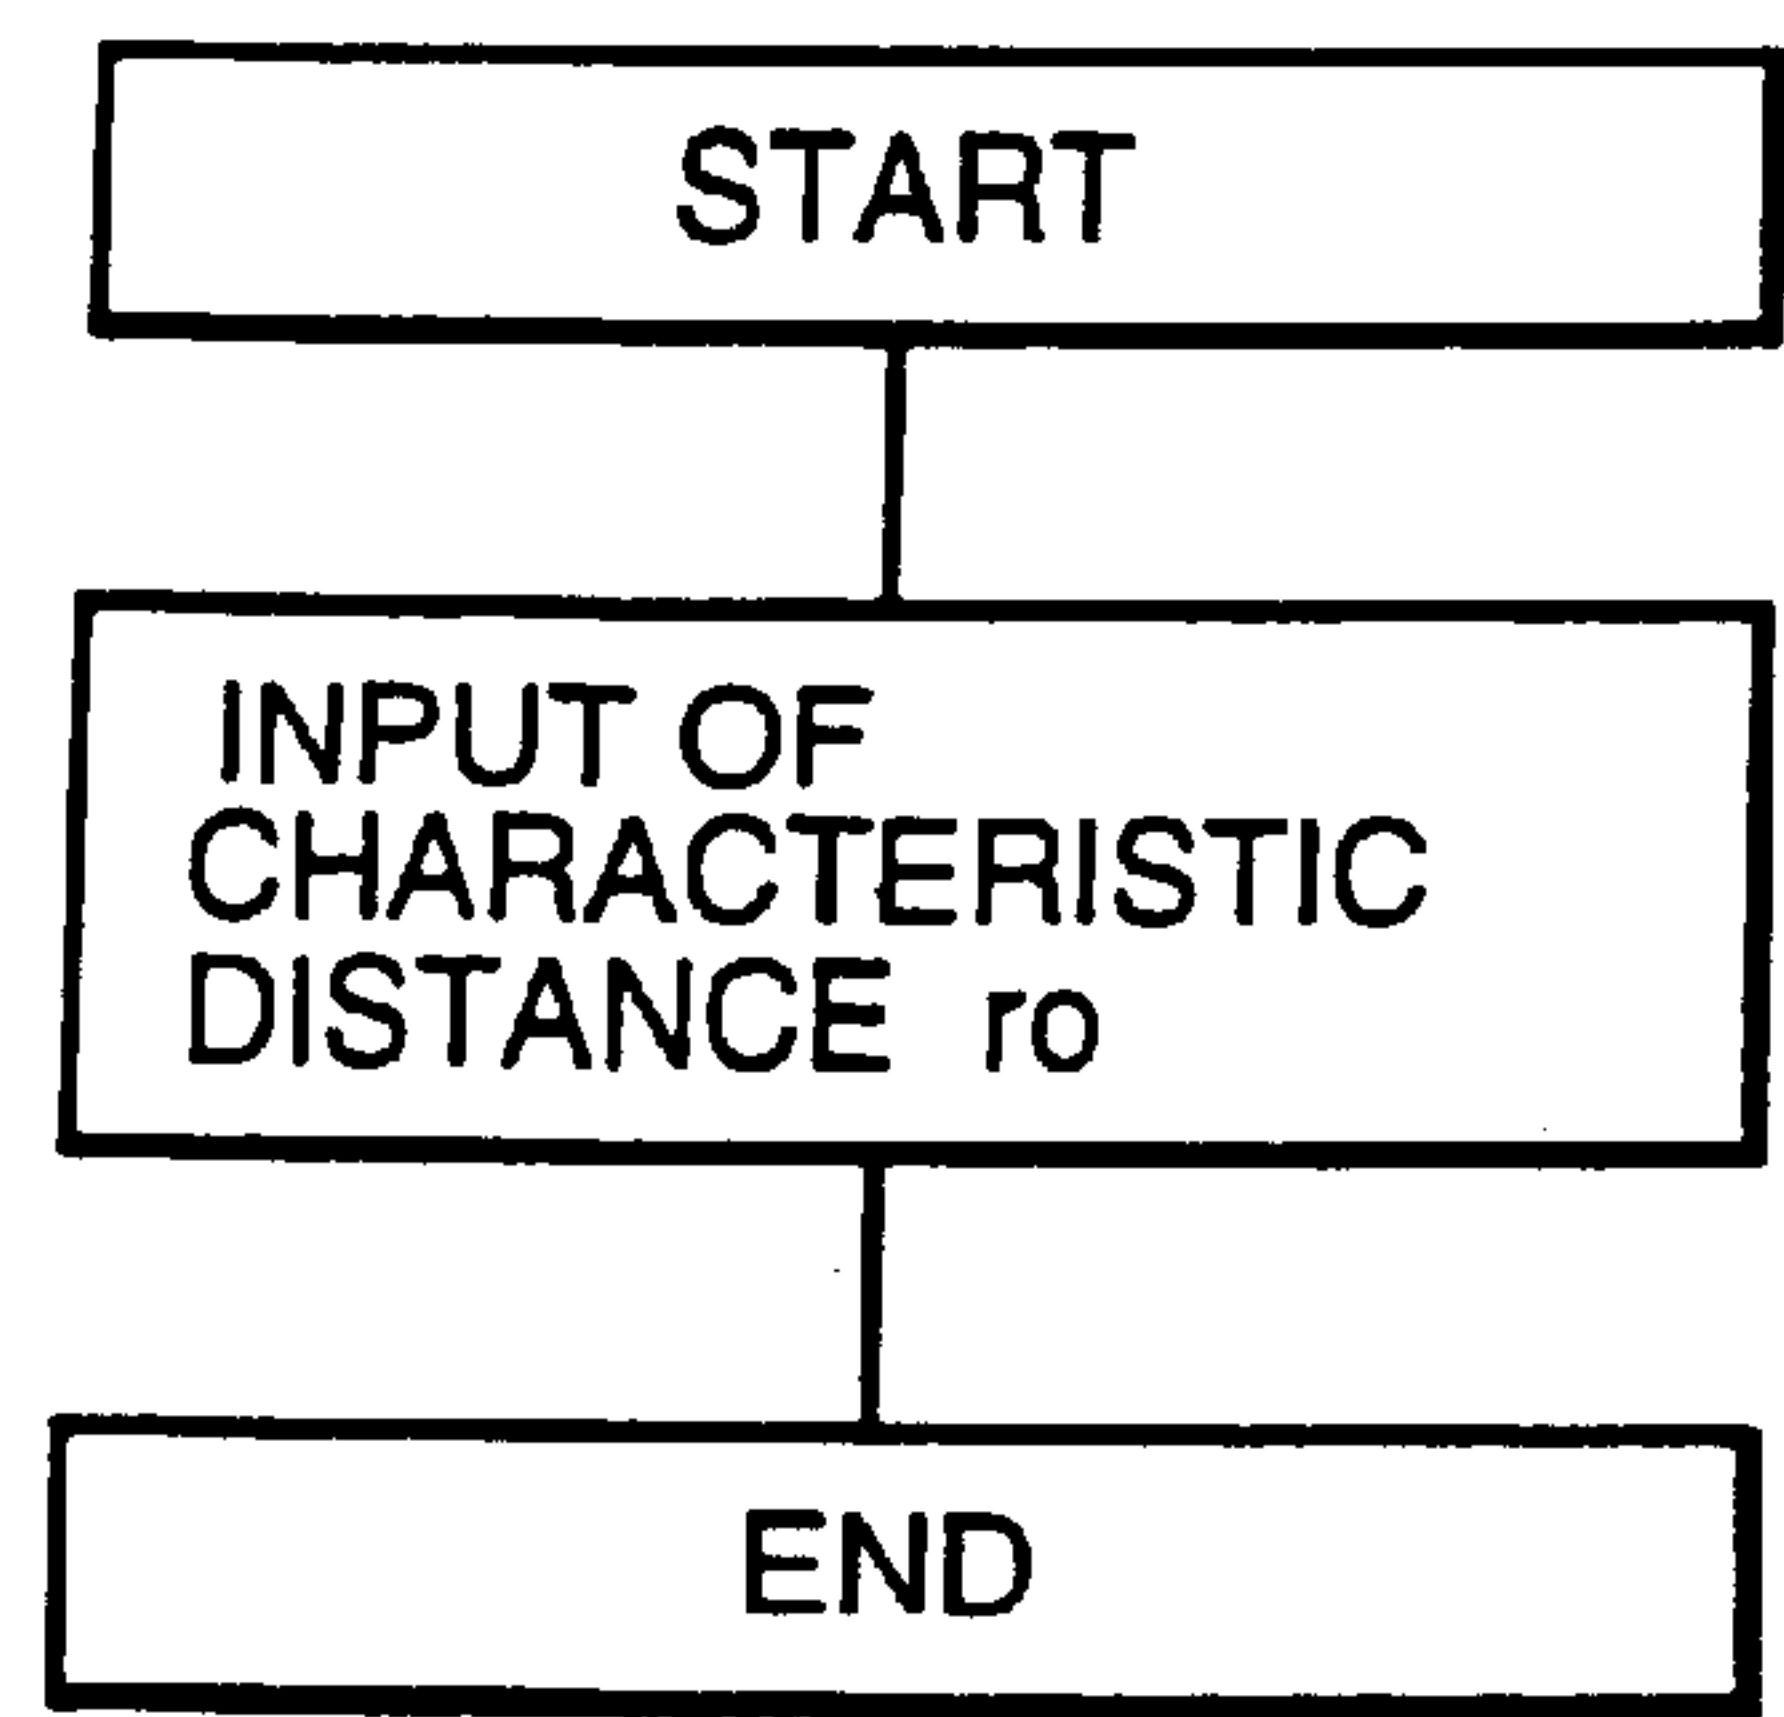 START
INPUT OF
CHARACTERISTIC
DISTANCE ro
END